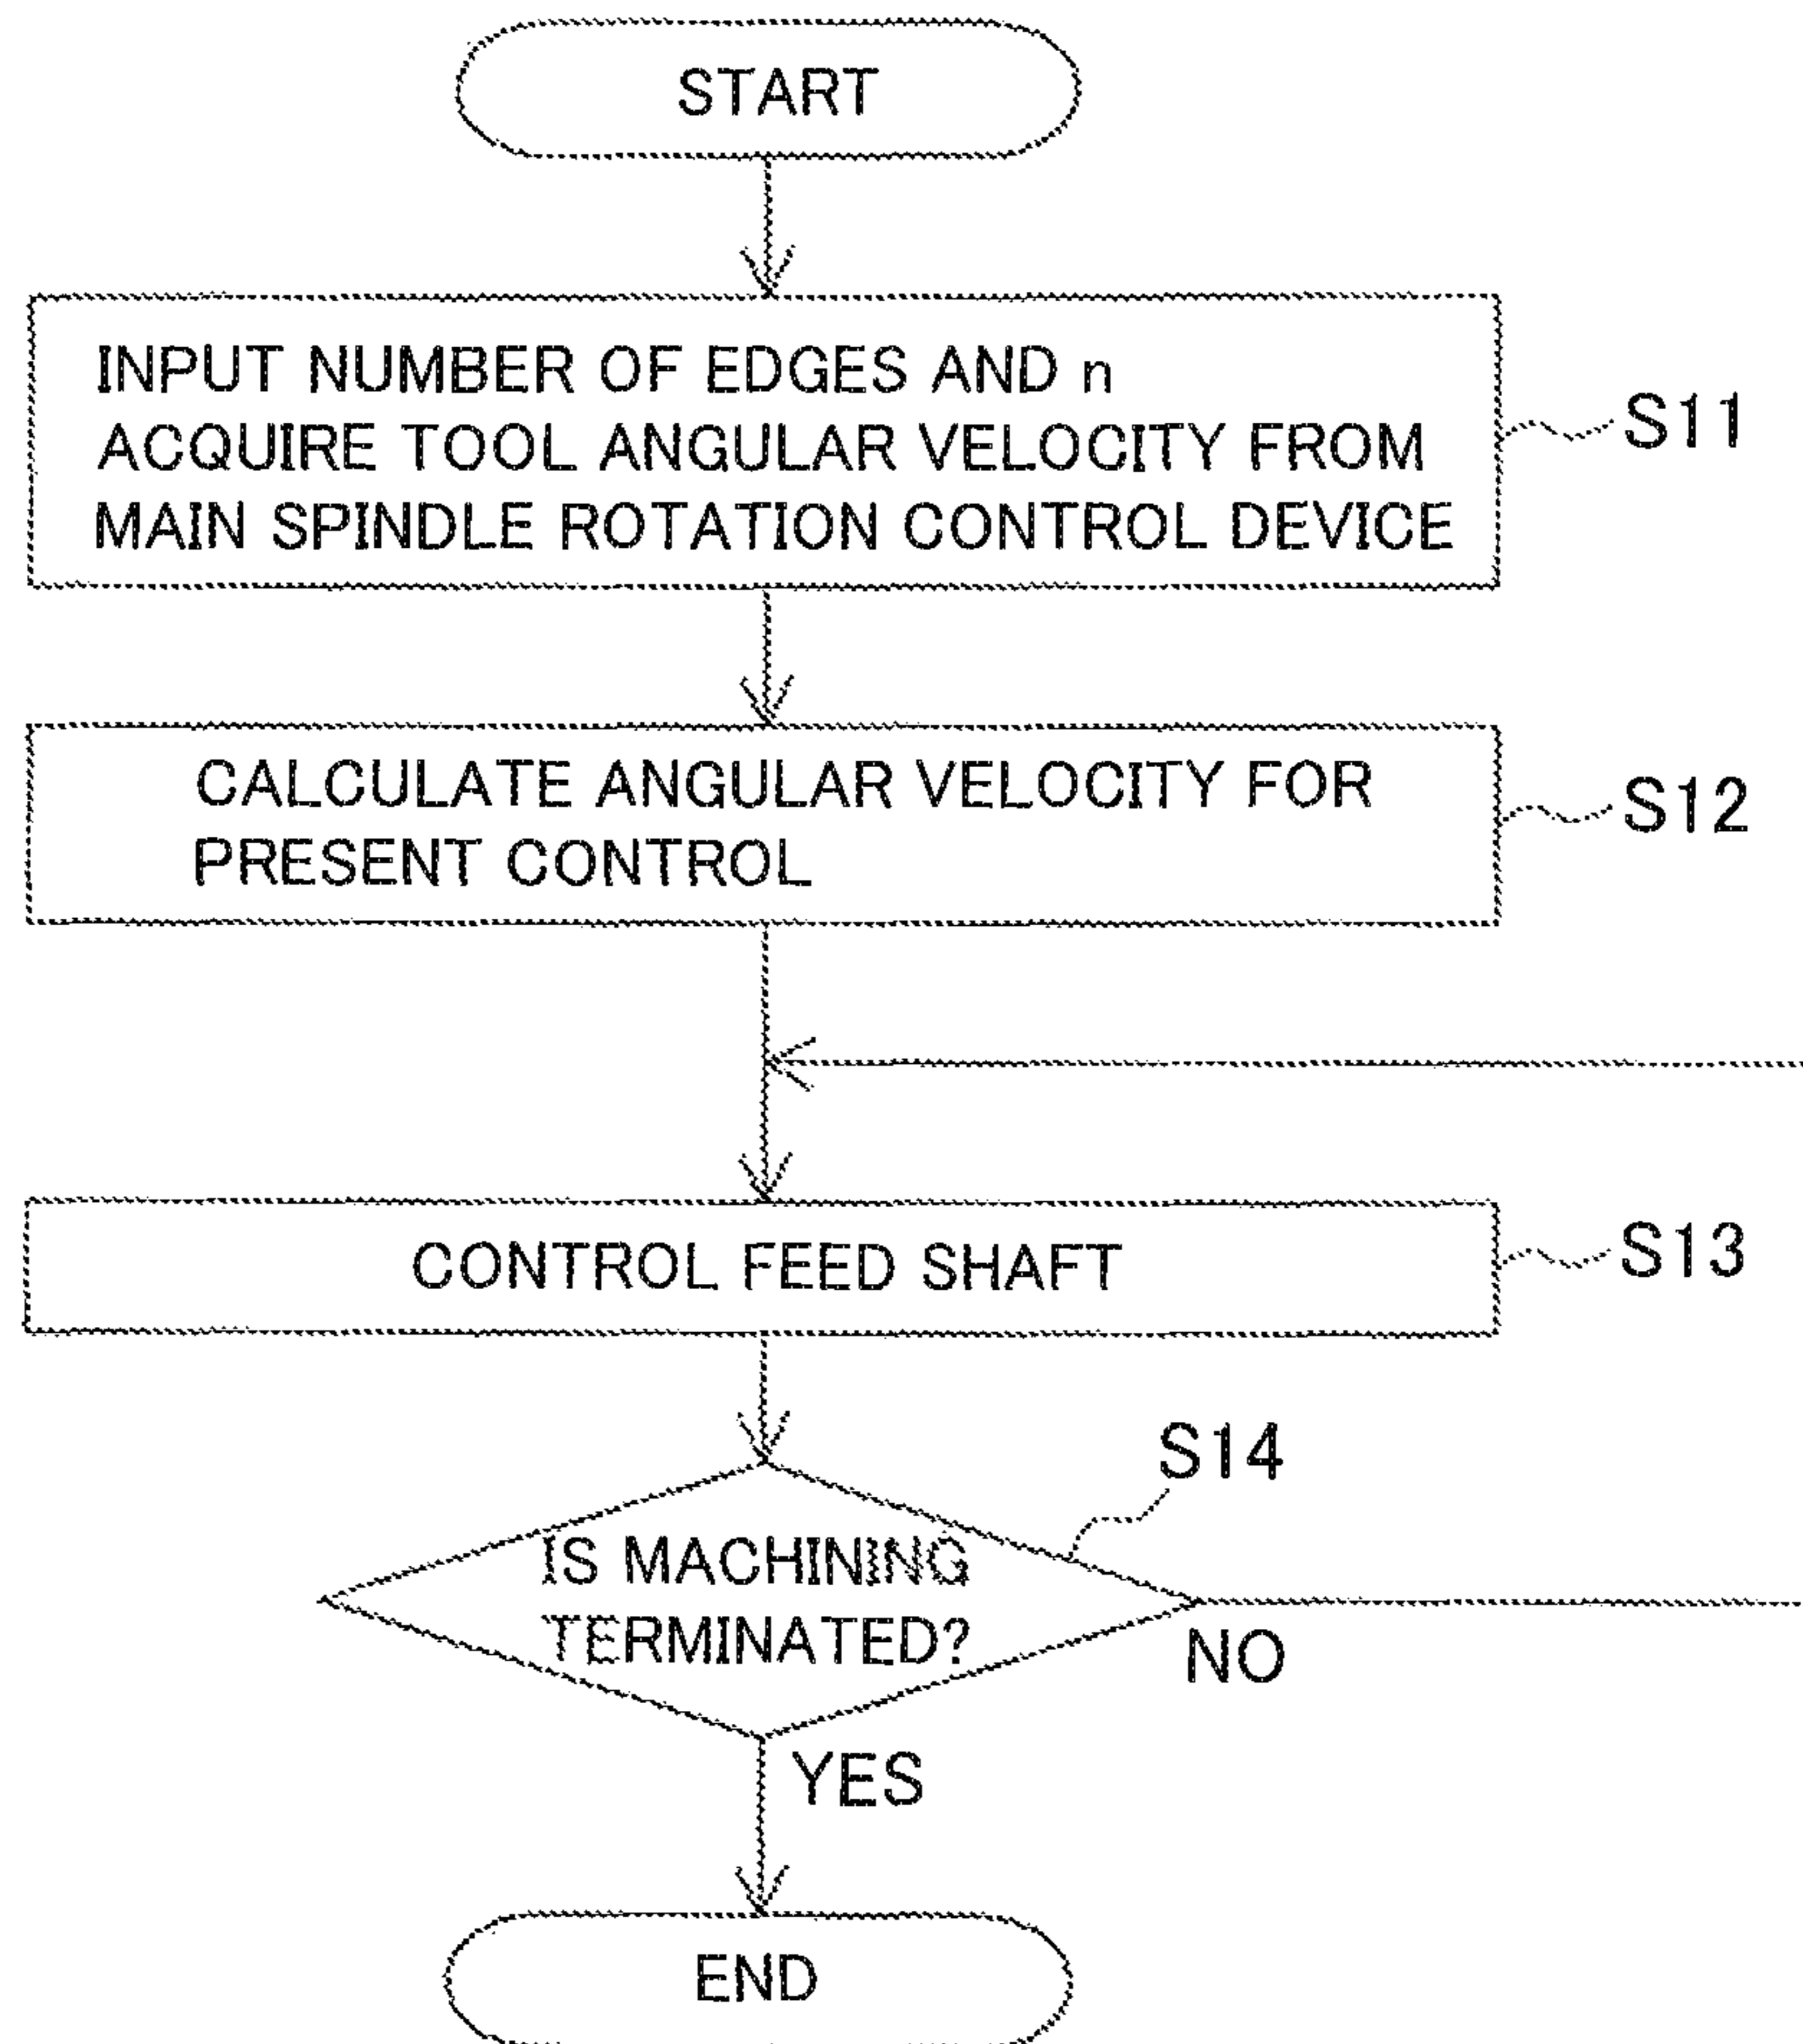 START
INPUT NUMBER OF EDGES AND n
ACQUIRE TOOL ANGULAR VELOCITY FROM
MAIN SPINDLE ROTATION CONTROL DEVICE
S11
CALCULATE ANGULAR VELOCITY FOR
PRESENT CONTROL
S12
CONTROL FEED SHAFT
S13
S14
IS MACHINING
TERMINATED?
NO
YES
END